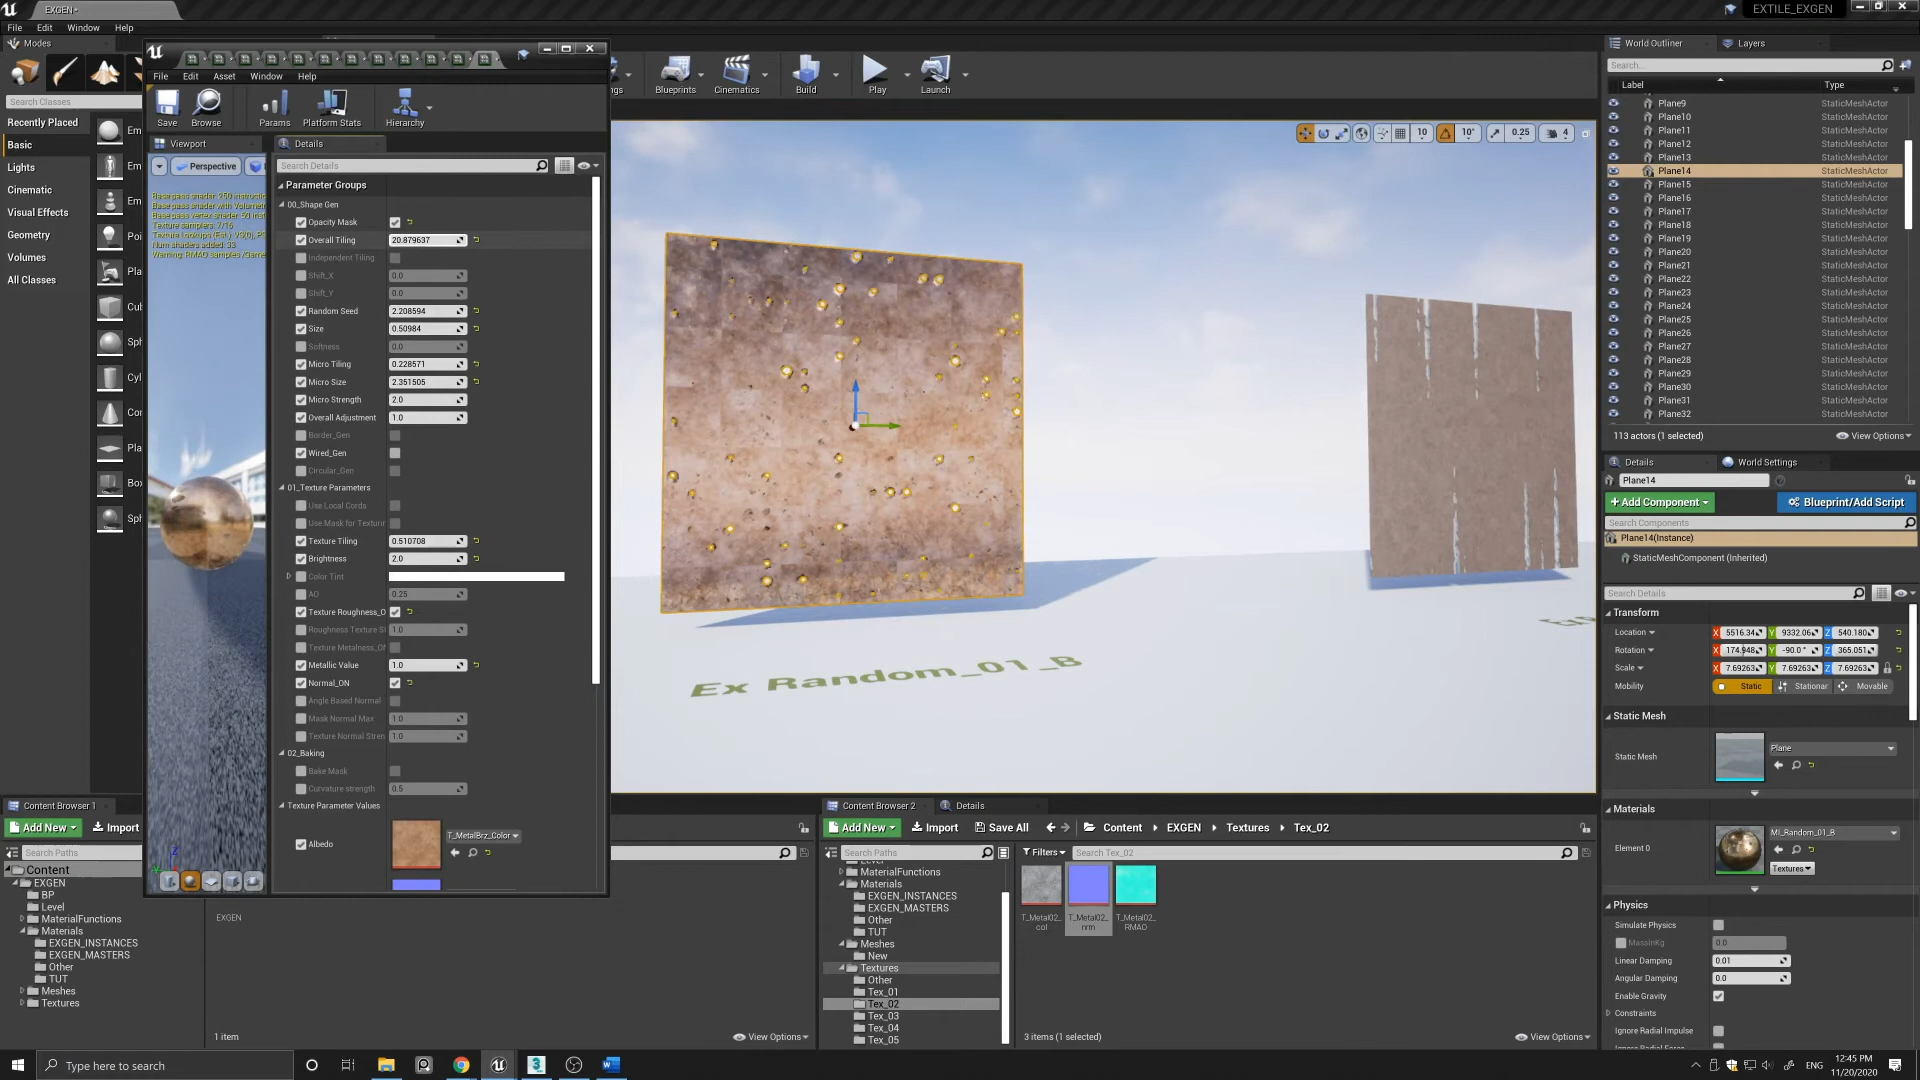 EXGEN*
EXTILE_EXGEN
File Edit Window Help
Modes
Search Classes
Recently Placed
Basic
Lights
Cinematic
Visual Effects
Geometry
Volumes
All Classes
File Edit Asset Window Help
Save Browse Params Platform Stats Hierarchy
Viewport
Perspective
Details
Search Details
Parameter Groups
00_Shape Gen
Opacity Mask
Overall Tiling 20.879637
Independent Tiling
Shift_X 0.0
Shift_Y 0.0
Random Seed 2.208594
Size 0.50984
Softness 0.0
Micro Tiling 0.228571
Micro Size 2.351505
Micro Strength 2.0
Overall Adjustment 1.0
Border_Gen
Wired_Gen
Circular_Gen
01_Texture Parameters
Use Local Cords
Use Mask for Texturin
Texture Tiling 0.510708
Brightness 2.0
Color Tint
AO 0.25
Texture Roughness_O
Roughness Texture St 1.0
Texture Metalness_ON
Metallic Value 1.0
Normal_ON
Angle Based Normal
Mask Normal Max 1.0
Texture Normal Stren 1.0
02_Baking
Bake Mask
Curvature strength 0.5
Texture Parameter Values
Albedo T_MetalBrz_Color
Blueprints Cinematics Build Play Launch
10 10° 0.25 4
Ex Random_01_B
World Outliner Layers
Search...
Label Type
Plane9 StaticMeshActor
Plane10 StaticMeshActor
Plane11 StaticMeshActor
Plane12 StaticMeshActor
Plane13 StaticMeshActor
Plane14 StaticMeshActor
Plane15 StaticMeshActor
Plane16 StaticMeshActor
Plane17 StaticMeshActor
Plane18 StaticMeshActor
Plane19 StaticMeshActor
Plane20 StaticMeshActor
Plane21 StaticMeshActor
Plane22 StaticMeshActor
Plane23 StaticMeshActor
Plane24 StaticMeshActor
Plane25 StaticMeshActor
Plane26 StaticMeshActor
Plane27 StaticMeshActor
Plane28 StaticMeshActor
Plane29 StaticMeshActor
Plane30 StaticMeshActor
Plane31 StaticMeshActor
Plane32 StaticMeshActor
113 actors (1 selected) View Options
Details World Settings
Plane14
+Add Component Blueprint/Add Script
Search Components
Plane14(Instance)
StaticMeshComponent (Inherited)
Search Details
Transform
Location X 5516.34 Y 9332.06 Z 540.180
Rotation X 174.948 Y -90.0° Z 365.051
Scale X 7.69263 Y 7.69263 Z 7.69263
Mobility Static Stationar Movable
Static Mesh
Static Mesh Plane
Materials
Element 0 MI_Random_01_B
Textures
Physics
Simulate Physics
MassInKg 0.0
Linear Damping 0.01
Angular Damping 0.0
Enable Gravity
Constraints
Ignore Radial Impulse
Ignore Radial Force
Content Browser 1
Add New Import
Search Paths
Content
EXGEN
BP
Level
MaterialFunctions
Materials
EXGEN_INSTANCES
EXGEN_MASTERS
Other
TUT
Meshes
Textures
EXGEN
1 item View Options
Content Browser 2 Details
Add New Import Save All Content EXGEN Textures Tex_02
Search Paths Filters Search Tex_02
Level
MaterialFunctions
Materials
EXGEN_INSTANCES
EXGEN_MASTERS
Other
TUT
Meshes
New
Textures
Other
Tex_01
Tex_02
Tex_03
Tex_04
Tex_05
T_Metal02_col
T_Metal02_nrm
T_Metal02_RMAO
3 items (1 selected) View Options
Type here to search
ENG
12:45 PM
11/20/2020